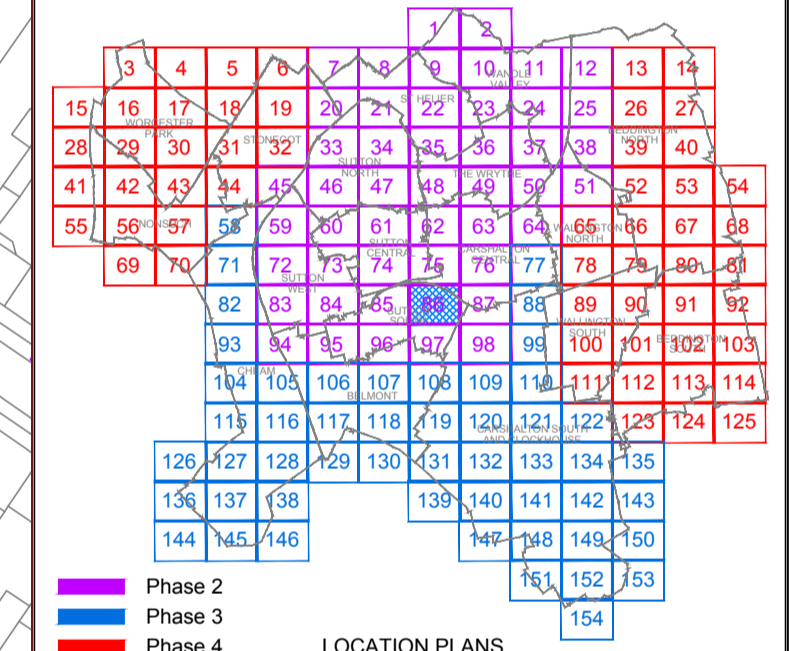 1 2
3 4 5 6 7 8 9 10 11 12 13 14
WANDLE
VALLEY
15 16 17 18 19 20 21 22 23 24 25 26 27
ST HELIER
WORCESTER
PARK
BEDDINGTON
NORTH
28 29 30 31 32 33 34 35 36 37 38 39 40
STONECOT
SUTTON
NORTH
THE WRYTHE
41 42 43 44 45 46 47 48 49 50 51 52 53 54
55 56 57 58 59 60 61 62 63 64 65 66 67 68
NONSUCH
WALLINGTON
NORTH
SUTTON
CENTRAL
CARSHALTON
CENTRAL
69 70 71 72 73 74 75 76 77 78 79 80 81
SUTTON
WEST
82 83 84 85 86 87 88 89 90 91 92
WALLINGTON
SOUTH
93 94 95 96 97 98 99 100 101 102 103
BEDDINGTON
CHEAM
104 105 106 107 108 109 110 111 112 113 114
BELMONT
115 116 117 118 119 120 121 122 123 124 125
CARSHALTON SOUTH
AND CLOCKHOUSE
126 127 128 129 130 131 132 133 134 135
136 137 138 139 140 141 142 143
144 145 146 147 148 149 150
151 152 153
154
Phase 2
Phase 3
Phase 4
LOCATION PLANS